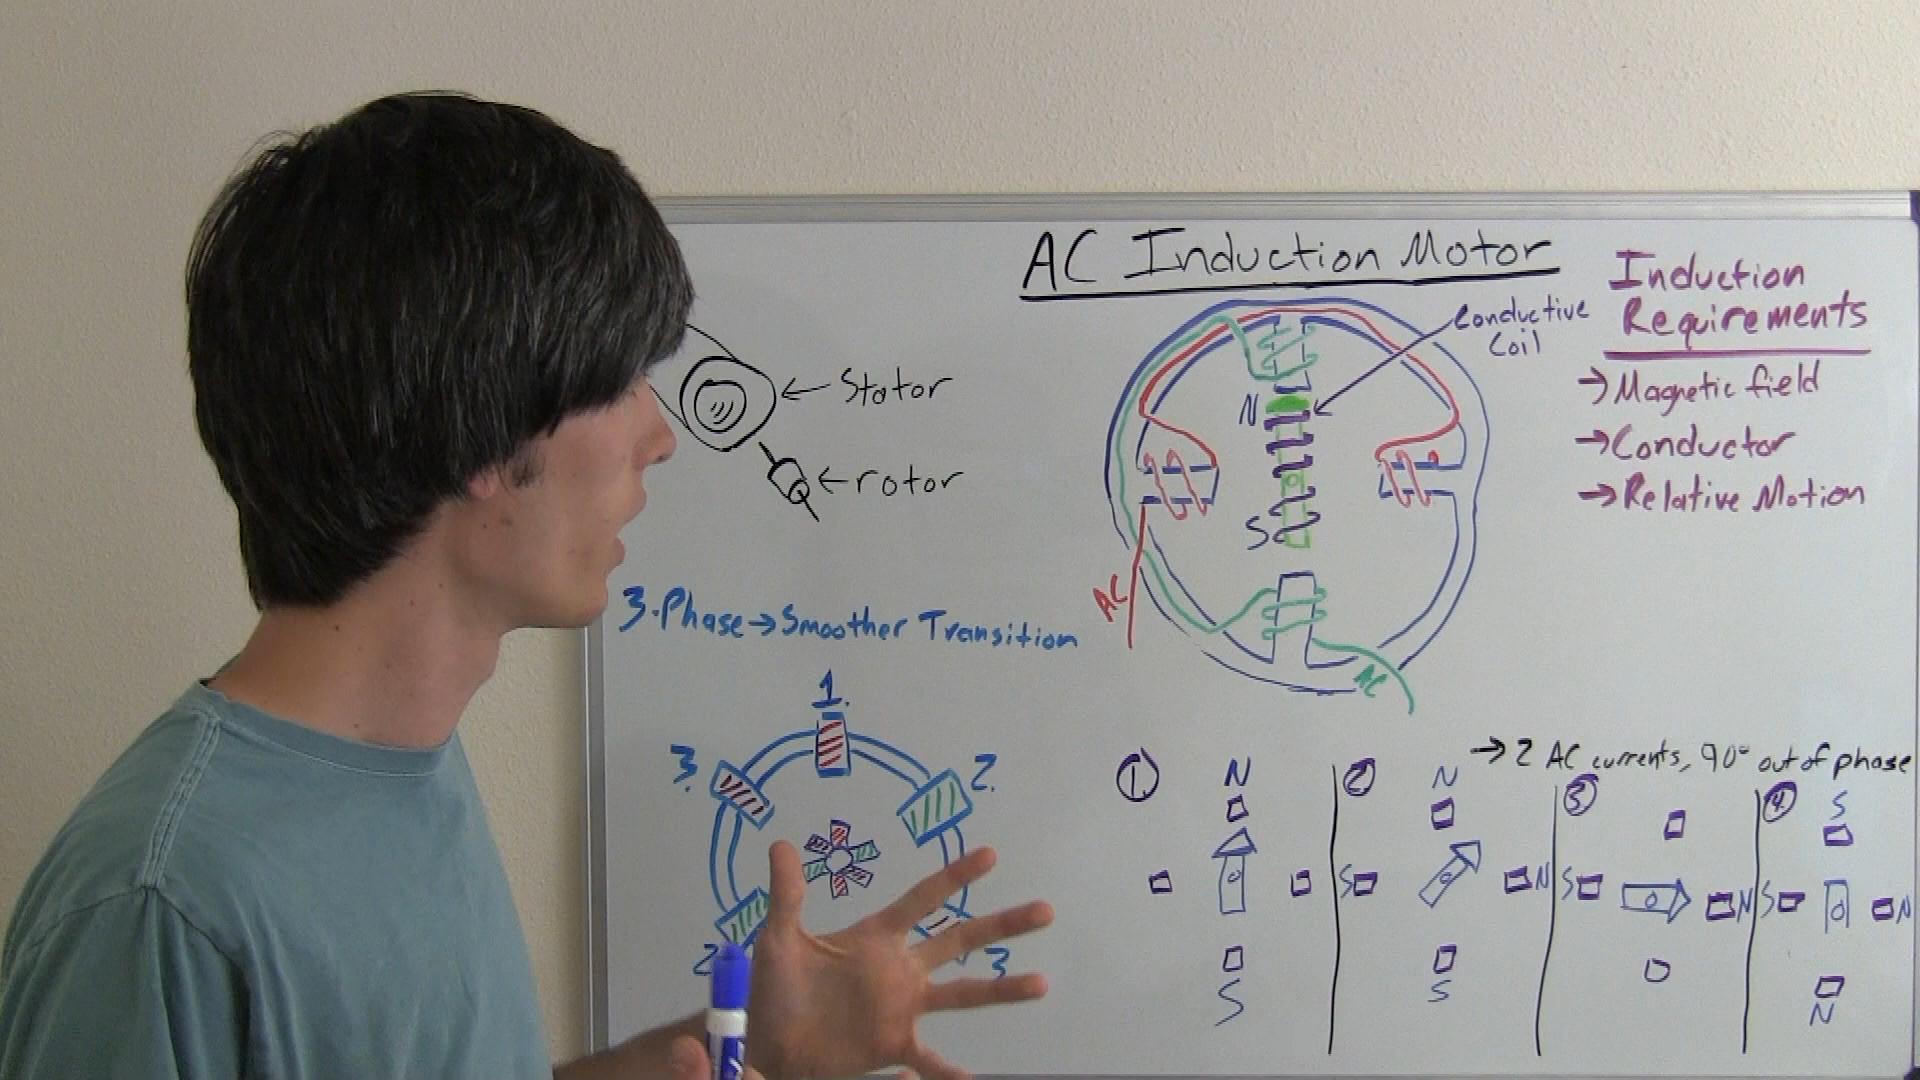 AC Induction Motor
Induction
Requirements
→ Magnetic field
→ Conductor
→ Relative Motion
Conductive
Coil
← Stator
← rotor
N
S
AC
AC
3-Phase → Smoother Transition
1.
2.
3.
2
3
→ 2 AC currents, 90° out of phase
1
N
S
2
N
S
N
S
3
S
N
4
S
S
N
N